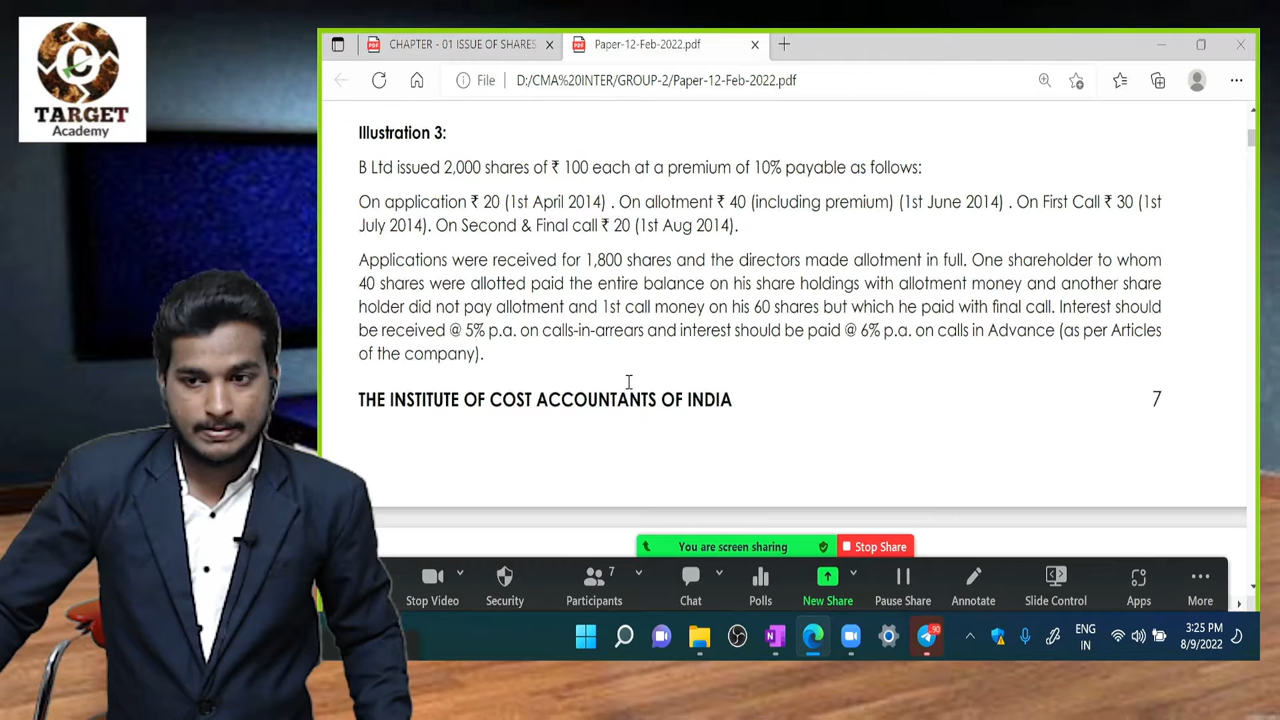 TARGET
Academy
CHAPTER - 01 ISSUE OF SHARES
Paper-12-Feb-2022.pdf
File
D:/CMA%20INTER/GROUP-2/Paper-12-Feb-2022.pdf
Illustration 3:
B Ltd issued 2,000 shares of ₹ 100 each at a premium of 10% payable as follows:
On application ₹ 20 (1st April 2014) . On allotment ₹ 40 (including premium) (1st June 2014) . On First Call ₹ 30 (1st
July 2014). On Second & Final call ₹ 20 (1st Aug 2014).
Applications were received for 1,800 shares and the directors made allotment in full. One shareholder to whom
40 shares were allotted paid the entire balance on his share holdings with allotment money and another share
holder did not pay allotment and 1st call money on his 60 shares but which he paid with final call. Interest should
be received @ 5% p.a. on calls-in-arrears and interest should be paid @ 6% p.a. on calls in Advance (as per Articles
of the company).
THE INSTITUTE OF COST ACCOUNTANTS OF INDIA
7
You are screen sharing
Stop Share
7
Stop Video
Security
Participants
Chat
Polls
New Share
Pause Share
Annotate
Slide Control
Apps
More
90
ENG
IN
3:25 PM
8/9/2022